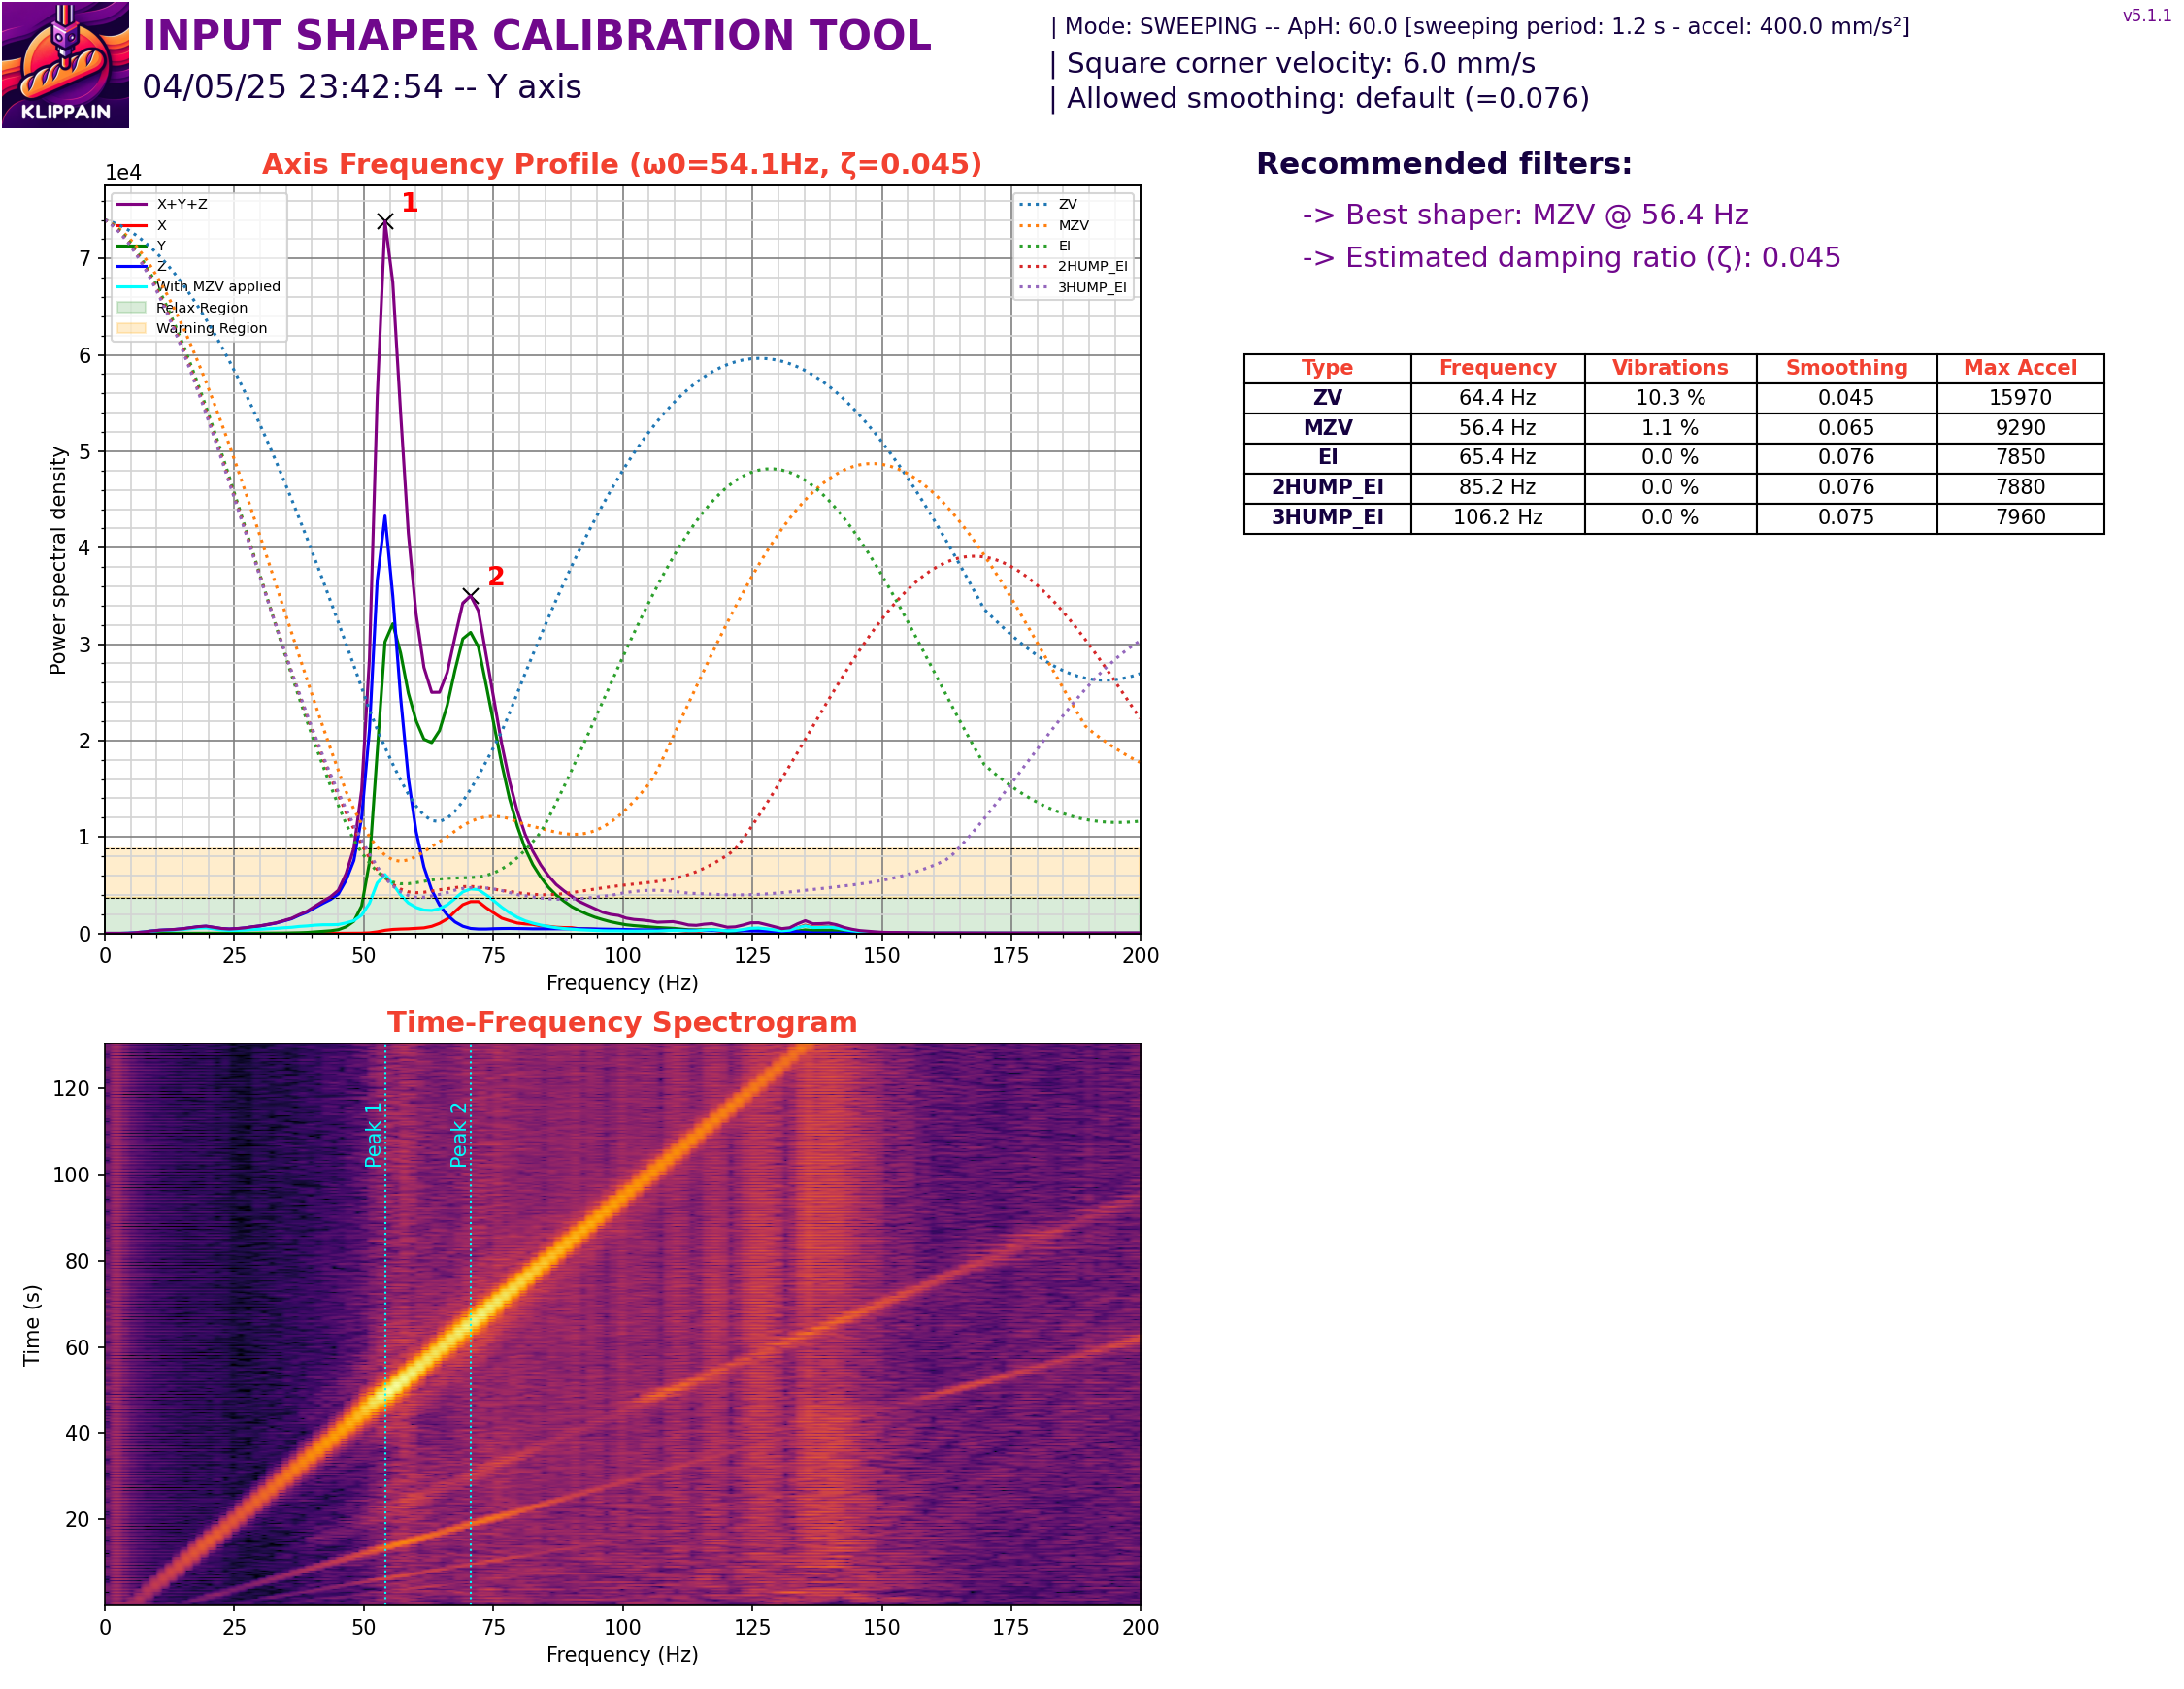 KLIPPAIN
INPUT SHAPER CALIBRATION TOOL
04/05/25 23:42:54 -- Y axis
| Mode: SWEEPING -- ApH: 60.0 [sweeping period: 1.2 s - accel: 400.0 mm/s²]
| Square corner velocity: 6.0 mm/s
| Allowed smoothing: default (=0.076)
v5.1.1
Axis Frequency Profile (ω0=54.1Hz, ζ=0.045)
1e4
X+Y+Z
X
Y
Z
With MZV applied
Relax Region
Warning Region
1
2
ZV
MZV
EI
2HUMP_EI
3HUMP_EI
Power spectral density
7
6
5
4
3
2
1
0
0 25 50 75 100 125 150 175 200
Frequency (Hz)
Recommended filters:
-> Best shaper: MZV @ 56.4 Hz
-> Estimated damping ratio (ζ): 0.045
Type Frequency Vibrations Smoothing Max Accel
ZV 64.4 Hz 10.3 % 0.045 15970
MZV 56.4 Hz 1.1 % 0.065 9290
EI 65.4 Hz 0.0 % 0.076 7850
2HUMP_EI 85.2 Hz 0.0 % 0.076 7880
3HUMP_EI 106.2 Hz 0.0 % 0.075 7960
Time-Frequency Spectrogram
Time (s)
120
100
80
60
40
20
Peak 1
Peak 2
0 25 50 75 100 125 150 175 200
Frequency (Hz)